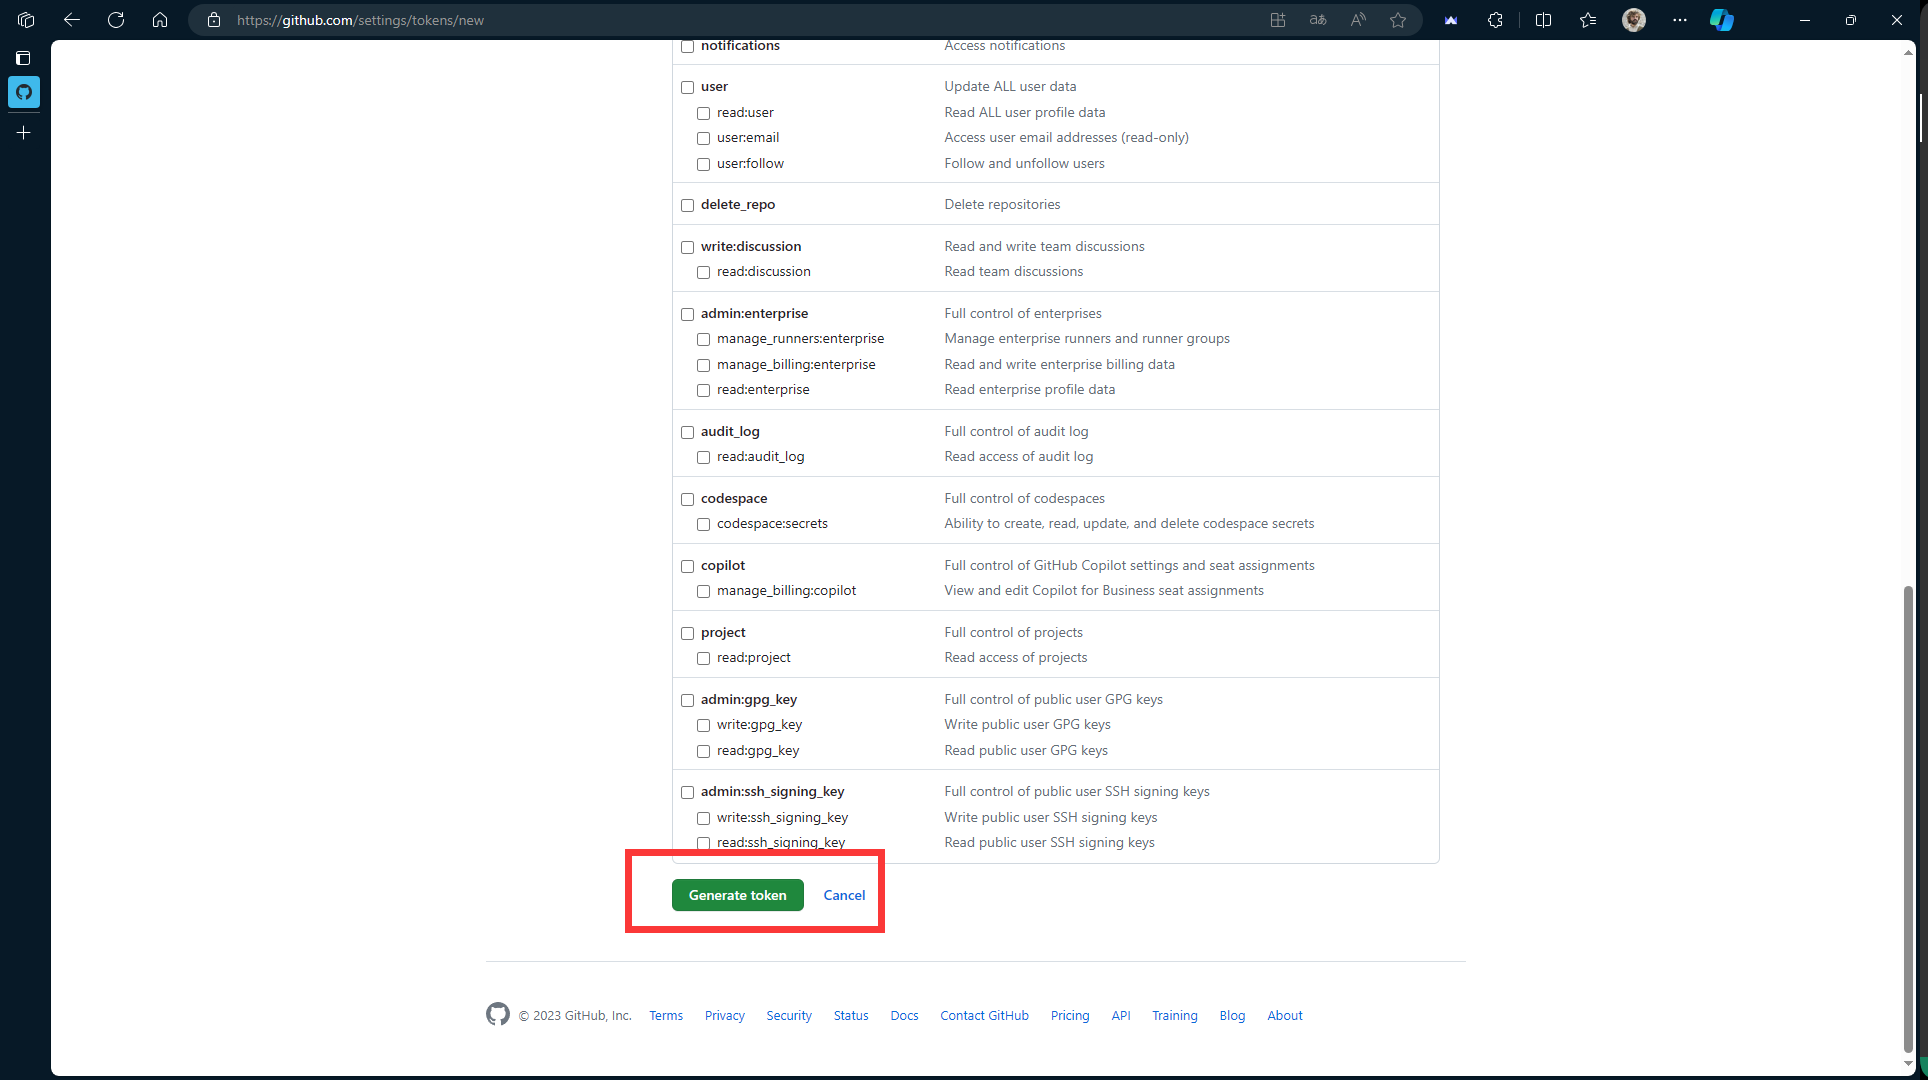 https://github.com/settings/tokens/new
notifications Access notifications
user Update ALL user data
read:user Read ALL user profile data
user:email Access user email addresses (read-only)
user:follow Follow and unfollow users
delete_repo Delete repositories
write:discussion Read and write team discussions
read:discussion Read team discussions
admin:enterprise Full control of enterprises
manage_runners:enterprise Manage enterprise runners and runner groups
manage_billing:enterprise Read and write enterprise billing data
read:enterprise Read enterprise profile data
audit_log Full control of audit log
read:audit_log Read access of audit log
codespace Full control of codespaces
codespace:secrets Ability to create, read, update, and delete codespace secrets
copilot Full control of GitHub Copilot settings and seat assignments
manage_billing:copilot View and edit Copilot for Business seat assignments
project Full control of projects
read:project Read access of projects
admin:gpg_key Full control of public user GPG keys
write:gpg_key Write public user GPG keys
read:gpg_key Read public user GPG keys
admin:ssh_signing_key Full control of public user SSH signing keys
write:ssh_signing_key Write public user SSH signing keys
read:ssh_signing_key Read public user SSH signing keys
Generate token Cancel
© 2023 GitHub, Inc. Terms Privacy Security Status Docs Contact GitHub Pricing API Training Blog About